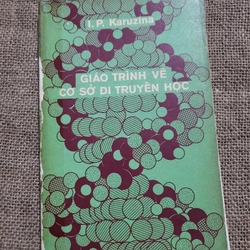 I. P. Karuzina
GIÁO TRÌNH VỀ
CƠ SỞ DI TRUYỀN HỌC